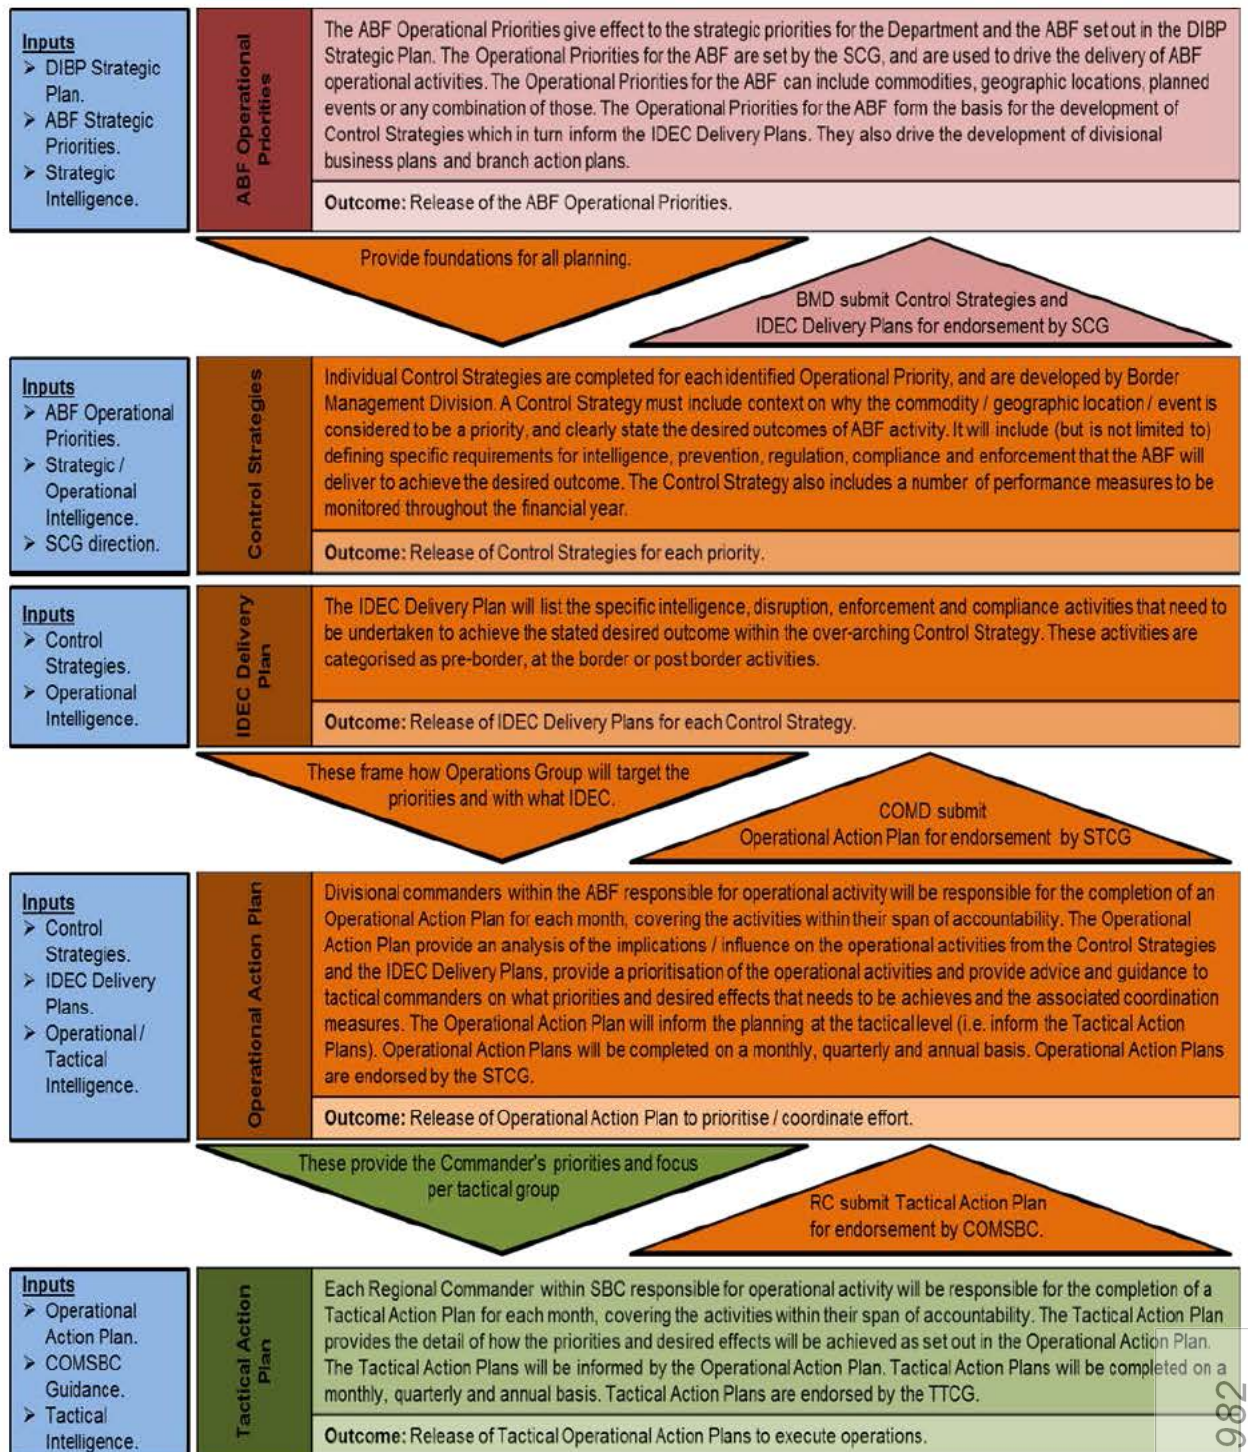 Inputs
➢ DIBP Strategic
Plan.
➢ ABF Strategic
Priorities.
➢ Strategic
Intelligence.
ABF Operational
Priorities
The ABF Operational Priorities give effect to the strategic priorities for the Department and the ABF set out in the DIBP
Strategic Plan. The Operational Priorities for the ABF are set by the SCG, and are used to drive the delivery of ABF
operational activities. The Operational Priorities for the ABF can include commodities, geographic locations, planned
events or any combination of those. The Operational Priorities for the ABF form the basis for the development of
Control Strategies which in turn inform the IDEC Delivery Plans. They also drive the development of divisional
business plans and branch action plans.
Outcome: Release of the ABF Operational Priorities.
Provide foundations for all planning.
BMD submit Control Strategies and
IDEC Delivery Plans for endorsement by SCG
Inputs
➢ ABF Operational
Priorities.
➢ Strategic /
Operational
Intelligence.
➢ SCG direction.
Control Strategies
Individual Control Strategies are completed for each identified Operational Priority, and are developed by Border
Management Division. A Control Strategy must include context on why the commodity / geographic location / event is
considered to be a priority, and clearly state the desired outcomes of ABF activity. It will include (but is not limited to)
defining specific requirements for intelligence, prevention, regulation, compliance and enforcement that the ABF will
deliver to achieve the desired outcome. The Control Strategy also includes a number of performance measures to be
monitored throughout the financial year.
Outcome: Release of Control Strategies for each priority.
Inputs
➢ Control
Strategies.
➢ Operational
Intelligence.
IDEC Delivery
Plan
The IDEC Delivery Plan will list the specific intelligence, disruption, enforcement and compliance activities that need to
be undertaken to achieve the stated desired outcome within the over-arching Control Strategy. These activities are
categorised as pre-border, at the border or post border activities.
Outcome: Release of IDEC Delivery Plans for each Control Strategy.
These frame how Operations Group will target the
priorities and with what IDEC.
COMD submit
Operational Action Plan for endorsement by STCG
Inputs
➢ Control
Strategies.
➢ IDEC Delivery
Plans.
➢ Operational /
Tactical
Intelligence.
Operational Action Plan
Divisional commanders within the ABF responsible for operational activity will be responsible for the completion of an
Operational Action Plan for each month, covering the activities within their span of accountability. The Operational
Action Plan provide an analysis of the implications / influence on the operational activities from the Control Strategies
and the IDEC Delivery Plans, provide a prioritisation of the operational activities and provide advice and guidance to
tactical commanders on what priorities and desired effects that needs to be achieves and the associated coordination
measures. The Operational Action Plan will inform the planning at the tactical level (i.e. inform the Tactical Action
Plans). Operational Action Plans will be completed on a monthly, quarterly and annual basis. Operational Action Plans
are endorsed by the STCG.
Outcome: Release of Operational Action Plan to prioritise / coordinate effort.
These provide the Commander's priorities and focus
per tactical group
RC submit Tactical Action Plan
for endorsement by COMSBC.
Inputs
➢ Operational
Action Plan.
➢ COMSBC
Guidance.
➢ Tactical
Intelligence.
Tactical Action
Plan
Each Regional Commander within SBC responsible for operational activity will be responsible for the completion of a
Tactical Action Plan for each month, covering the activities within their span of accountability. The Tactical Action Plan
provides the detail of how the priorities and desired effects will be achieved as set out in the Operational Action Plan.
The Tactical Action Plans will be informed by the Operational Action Plan. Tactical Action Plans will be completed on a
monthly, quarterly and annual basis. Tactical Action Plans are endorsed by the TTCG.
Outcome: Release of Tactical Operational Action Plans to execute operations.
982